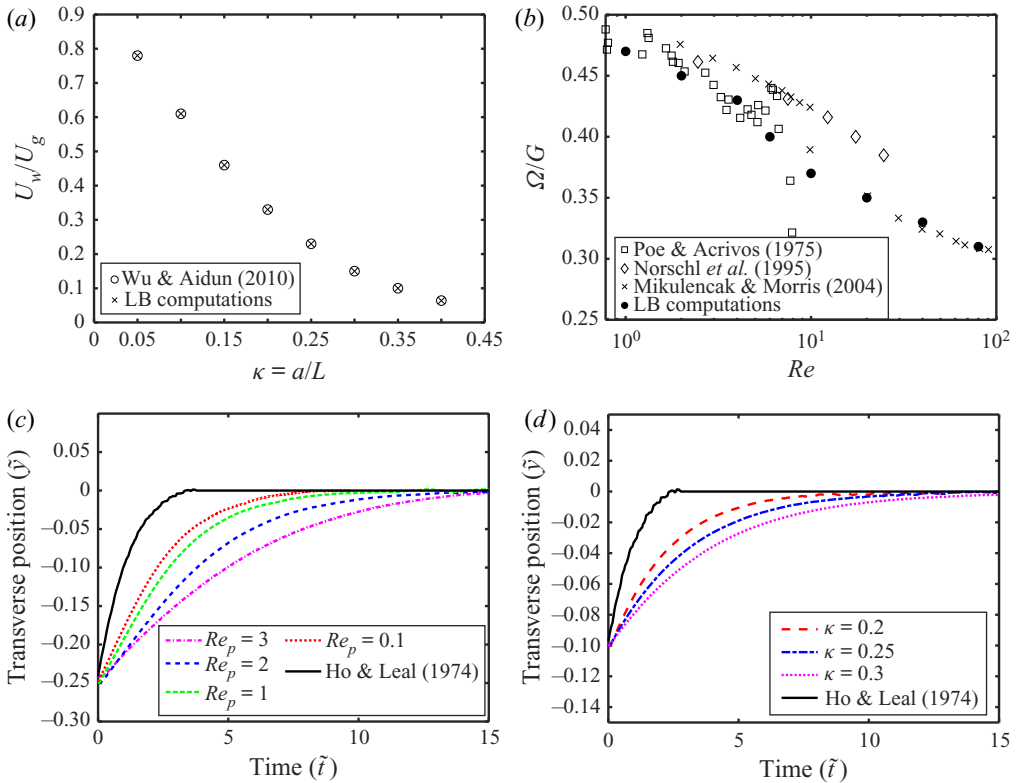 (a)
0.9
0.8
0.7
0.6
0.5
0.4
0.3
0.2
0.1
0
U_w/U_g
Wu & Aidun (2010)
LB computations
0 0.05 0.10 0.15 0.20 0.25 0.30 0.35 0.40 0.45
κ = a/L
(b)
0.50
0.45
0.40
0.35
0.30
0.25
Ω/G
Poe & Acrivos (1975)
Norschl et al. (1995)
Mikulencak & Morris (2004)
LB computations
10^0 10^1 10^2
Re
(c)
0.05
0
−0.05
−0.10
−0.15
−0.20
−0.25
−0.30
Transverse position (ỹ)
Re_p = 3 Re_p = 0.1
Re_p = 2 Ho & Leal (1974)
Re_p = 1
0 5 10 15
Time (t̃)
(d)
0.04
0.02
0
−0.02
−0.04
−0.06
−0.08
−0.10
−0.12
−0.14
Transverse position (ỹ)
κ = 0.2
κ = 0.25
κ = 0.3
Ho & Leal (1974)
0 5 10 15
Time (t̃)